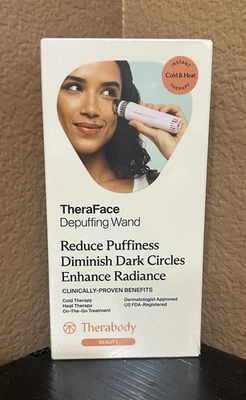 INSTANT
Cold & Heat
THERAPY
TheraFace
Depuffing Wand
Reduce Puffiness
Diminish Dark Circles
Enhance Radiance
CLINICALLY-PROVEN BENEFITS
Cold Therapy
Heat Therapy
On-The-Go Treatment
Dermatologist Approved
US FDA-Registered
Therabody
BEAUTY